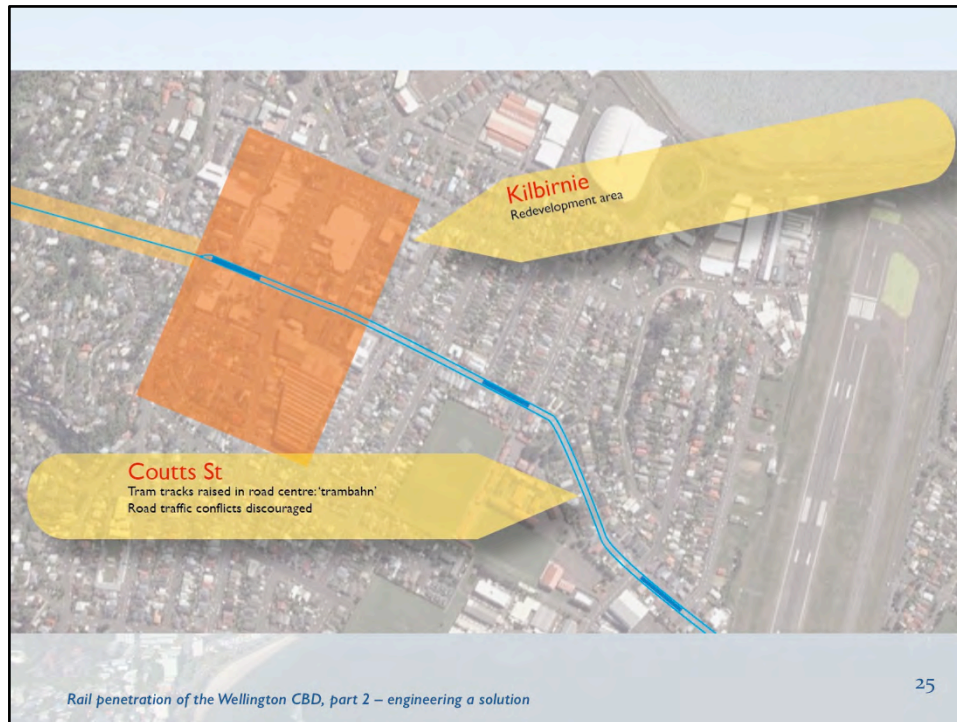 Kilbirnie
Redevelopment area
Coutts St
Tram tracks raised in road centre: ‘trambahn’
Road traffic conflicts discouraged
Rail penetration of the Wellington CBD, part 2 – engineering a solution
25